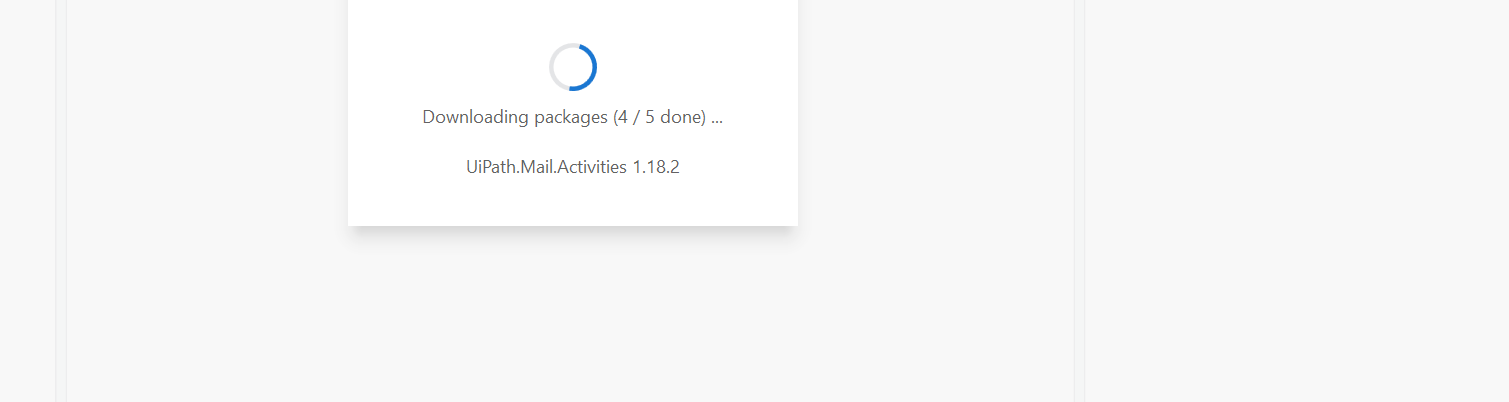 Downloading packages (4 / 5 done) ...
UiPath.Mail.Activities 1.18.2